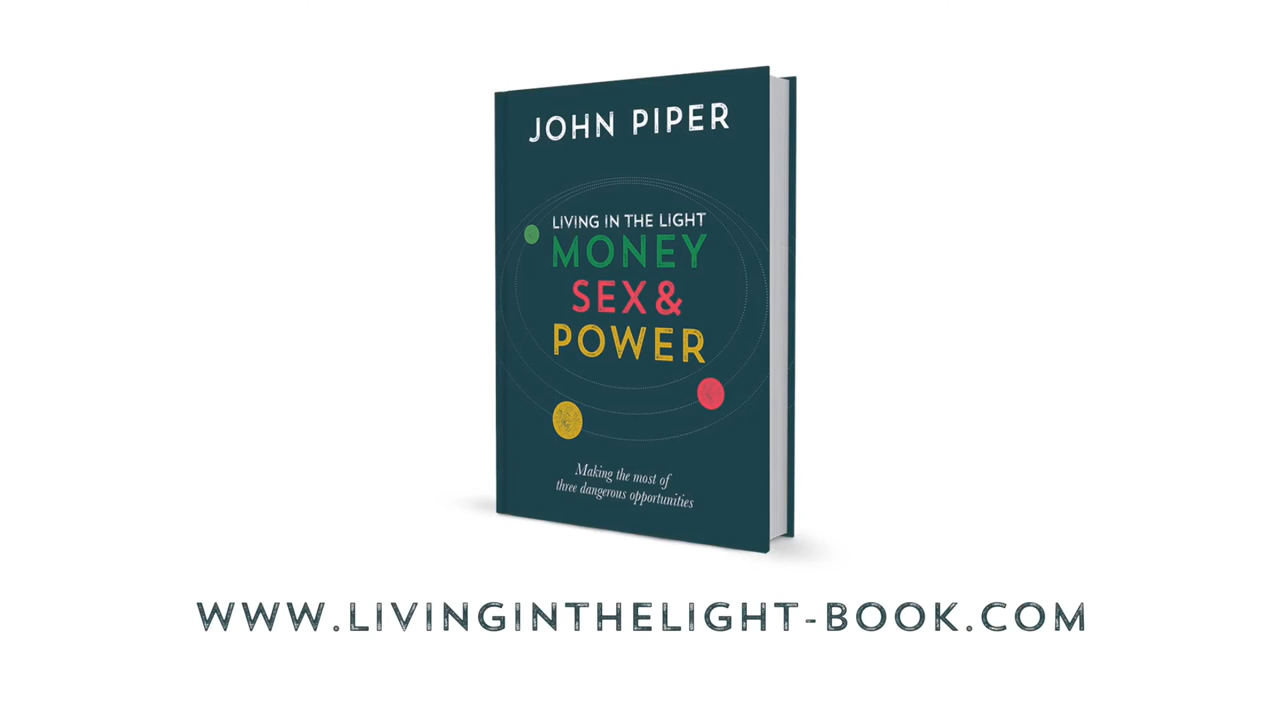 JOHN PIPER
LIVING IN THE LIGHT
MONEY
SEX &
POWER
Making the most of
three dangerous opportunities
WWW.LIVINGINTHELIGHT-BOOK.COM